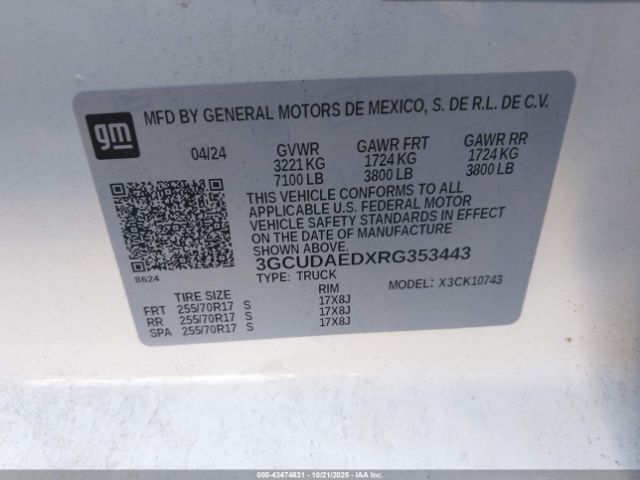 gm
MFD BY GENERAL MOTORS DE MEXICO, S. DE R.L. DE C.V.
04/24 GVWR GAWR FRT GAWR RR
3221 KG 1724 KG 1724 KG
7100 LB 3800 LB 3800 LB
THIS VEHICLE CONFORMS TO ALL
APPLICABLE U.S. FEDERAL MOTOR
VEHICLE SAFETY STANDARDS IN EFFECT
ON THE DATE OF MANUFACTURE
SHOWN ABOVE.
8624 3GCUDAEDXRG353443
TYPE: TRUCK MODEL: X3CK10743
TIRE SIZE RIM
FRT 255/70R17 S 17X8J
RR 255/70R17 S 17X8J
SPA 255/70R17 S 17X8J
000-43474631 - 10/21/2025 - IAAI.com